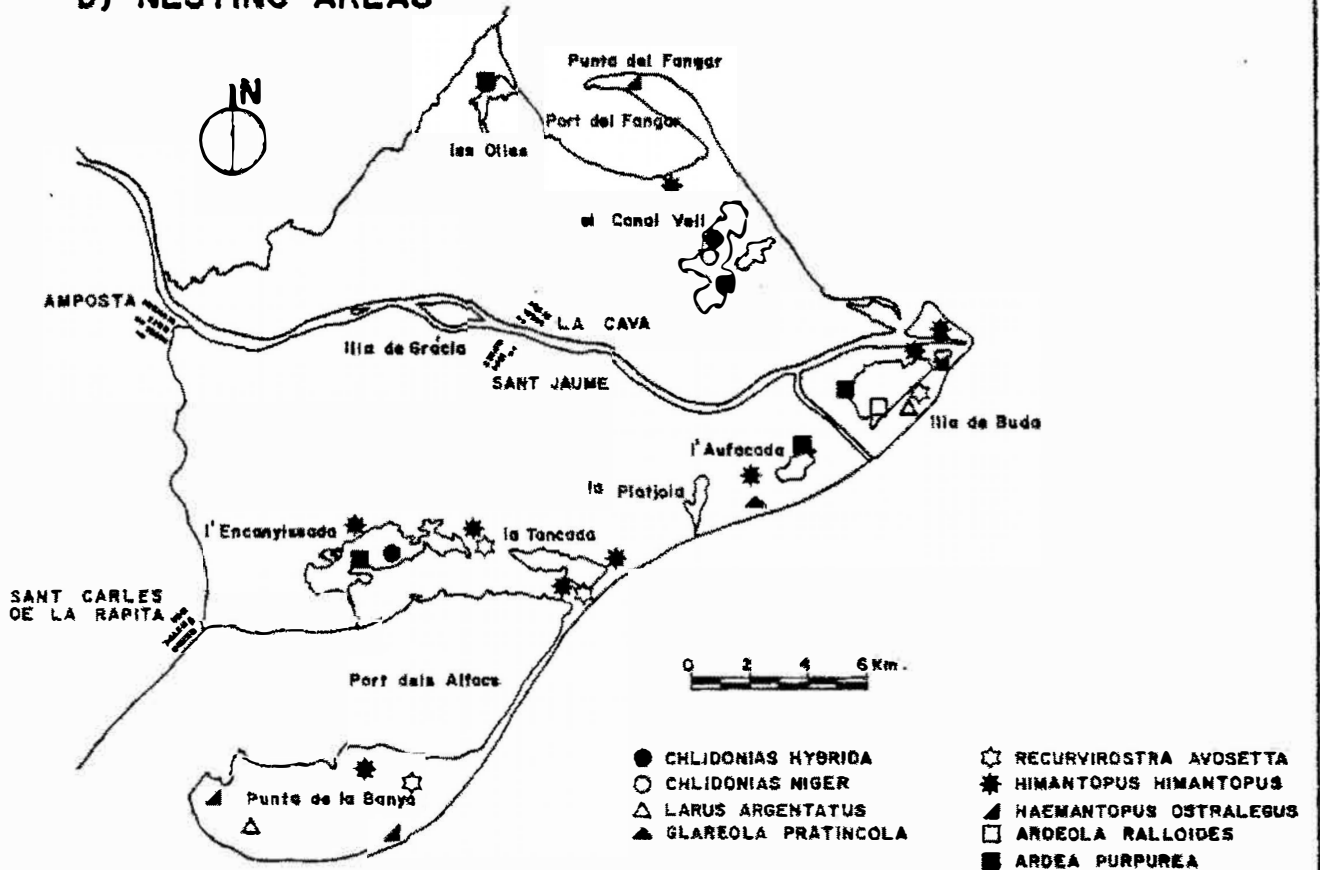 D) NESTING AREAS
N
Punta del Fangar
Port del Fangar
les Olles
el Canal Vell
AMPOSTA
LA CAVA
Illa de Gràcia
SANT JAUME
Illa de Buda
l'Aufacada
la Platjola
l'Encanyissada
la Tancada
SANT CARLES
DE LA RAPITA
0 2 4 6 Km.
Port dels Alfacs
Punta de la Banya
CHLIDONIAS HYBRIDA
CHLIDONIAS NIGER
LARUS ARGENTATUS
GLAREOLA PRATINCOLA
RECURVIROSTRA AVOSETTA
HIMANTOPUS HIMANTOPUS
HAEMANTOPUS OSTRALEGUS
ARDEOLA RALLOIDES
ARDEA PURPUREA